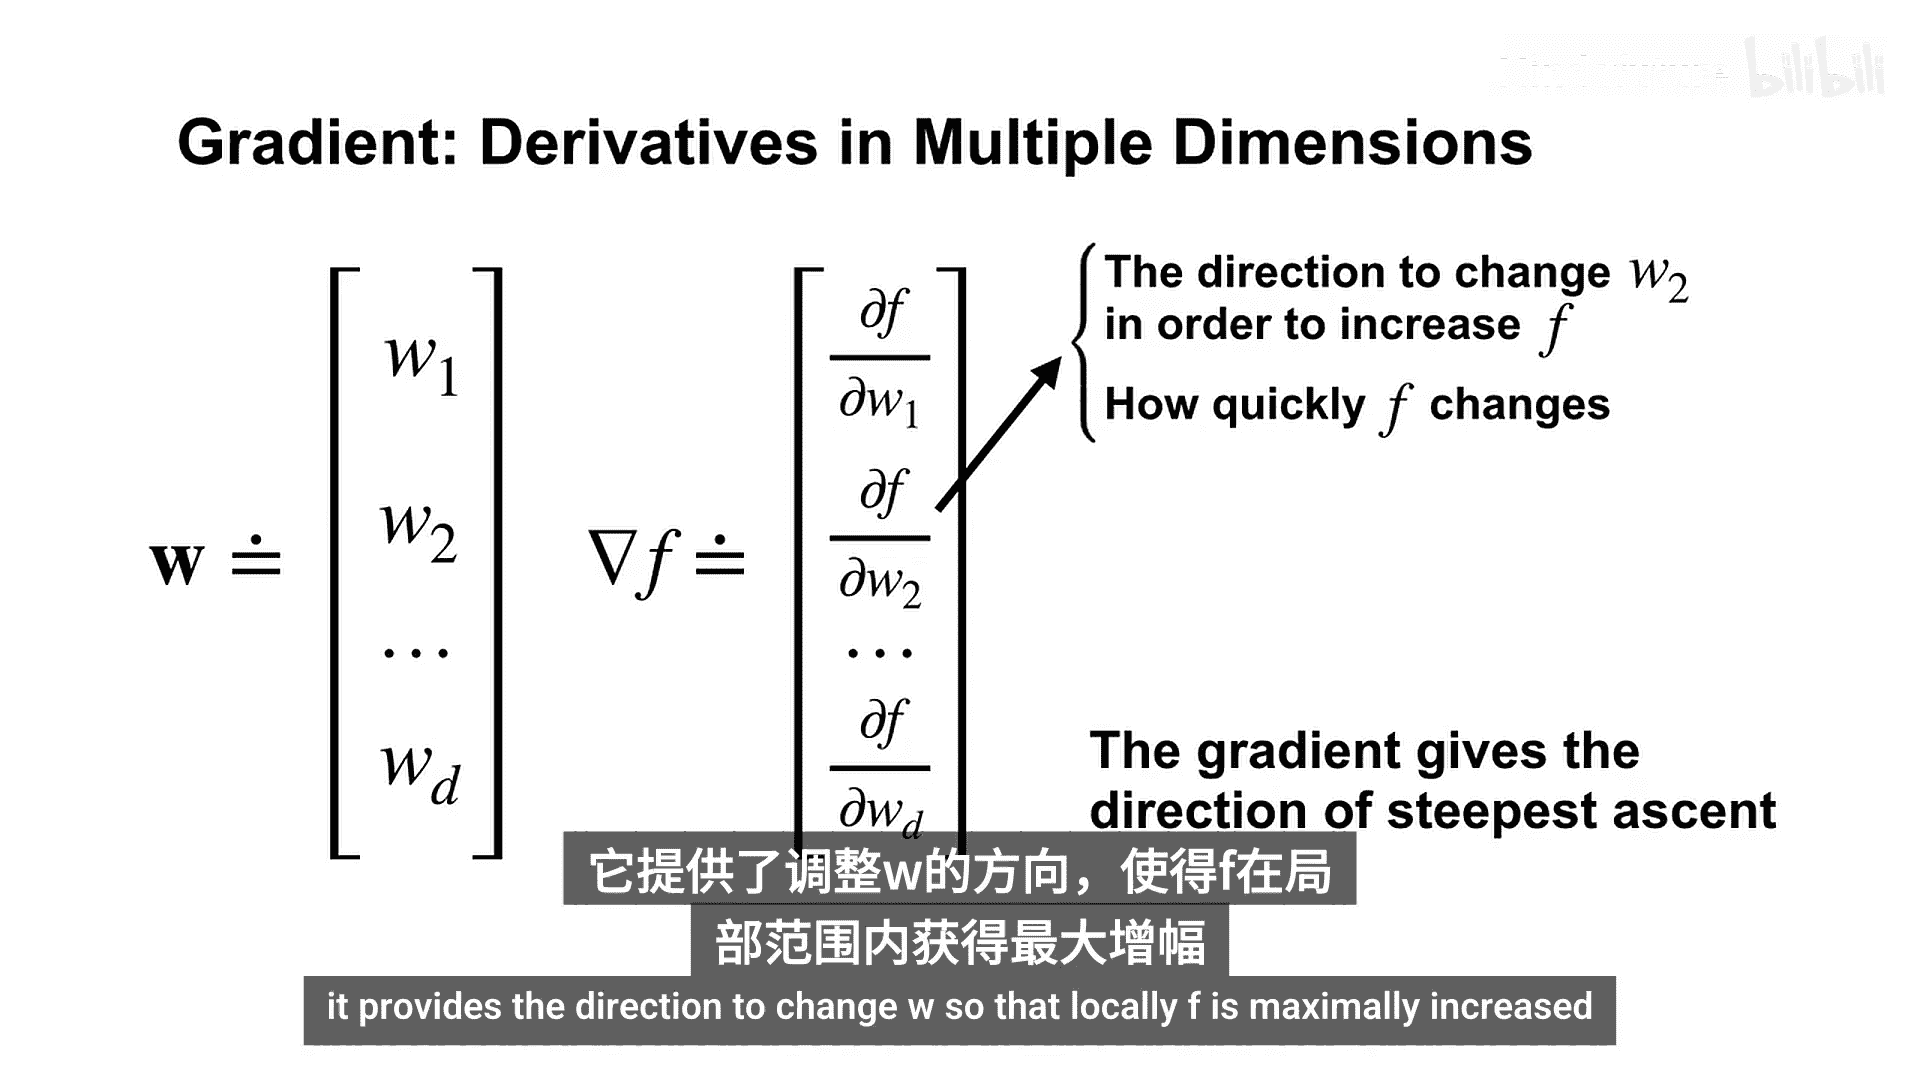 bilibili
Gradient: Derivatives in Multiple Dimensions
w ≐ [ w₁ w₂ … w_d ]
∇f ≐ [ ∂f/∂w₁ ∂f/∂w₂ … ∂f/∂w_d ]
The direction to change w₂
in order to increase f
How quickly f changes
The gradient gives the
direction of steepest ascent
它提供了调整w的方向，使得f在局
部范围内获得最大增幅
it provides the direction to change w so that locally f is maximally increased